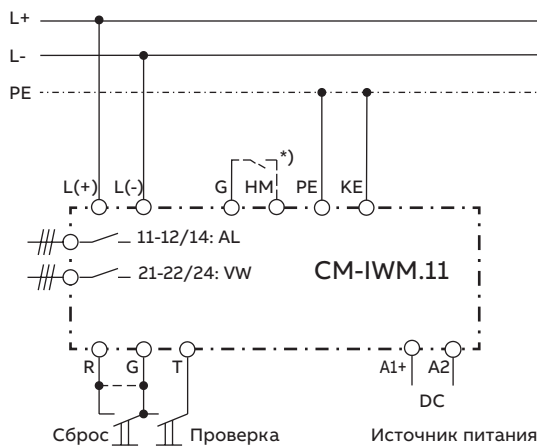 L+
L-
PE
*)
L(+) L(-) G HM PE KE
11-12/14: AL
21-22/24: VW
CM-IWM.11
R G T A1+ A2
DC
Сброс Проверка Источник питания